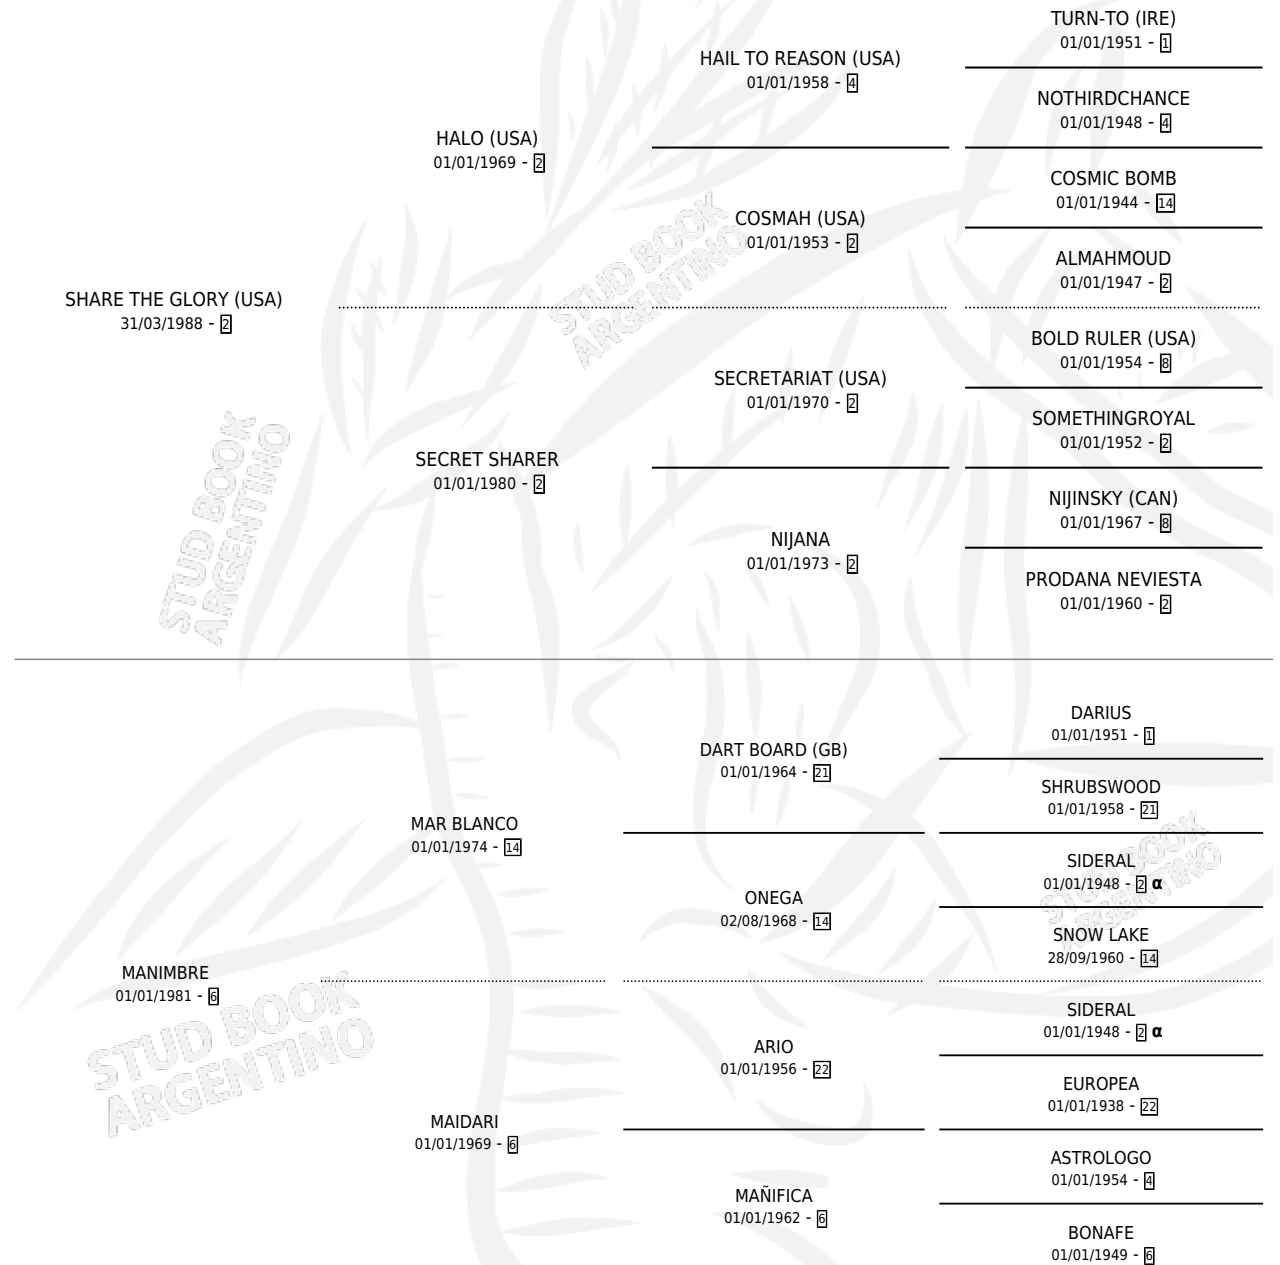 TURN-TO (IRE)
01/01/1951 - 1
HAIL TO REASON (USA)
01/01/1958 - 4
NOTHIRDCHANCE
01/01/1948 - 4
HALO (USA)
01/01/1969 - 2
COSMIC BOMB
01/01/1944 - 14
COSMAH (USA)
01/01/1953 - 2
ALMAHMOUD
01/01/1947 - 2
SHARE THE GLORY (USA)
31/03/1988 - 2
BOLD RULER (USA)
01/01/1954 - 8
SECRETARIAT (USA)
01/01/1970 - 2
SOMETHINGROYAL
01/01/1952 - 2
SECRET SHARER
01/01/1980 - 2
NIJINSKY (CAN)
01/01/1967 - 8
NIJANA
01/01/1973 - 2
PRODANA NEVIESTA
01/01/1960 - 2
DARIUS
01/01/1951 - 1
DART BOARD (GB)
01/01/1964 - 21
SHRUBSWOOD
01/01/1958 - 21
MAR BLANCO
01/01/1974 - 14
SIDERAL
01/01/1948 - 2 α
ONEGA
02/08/1968 - 14
SNOW LAKE
28/09/1960 - 14
MANIMBRE
01/01/1981 - 6
SIDERAL
01/01/1948 - 2 α
ARIO
01/01/1956 - 22
EUROPEA
01/01/1938 - 22
MAIDARI
01/01/1969 - 6
ASTROLOGO
01/01/1954 - 4
MAÑIFICA
01/01/1962 - 6
BONAFE
01/01/1949 - 6
STUD BOOK
ARGENTINO
STUD BOOK
ARGENTINO
STUD BOOK
ARGENTINO
STUD BOOK
ARGENTINO